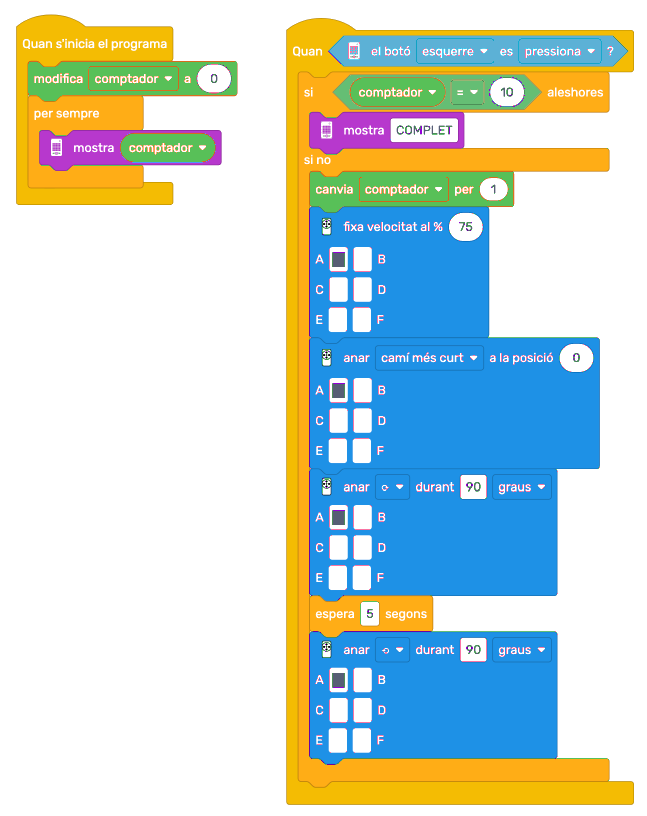 Quan s'inicia el programa
modifica comptador a 0
per sempre
mostra comptador
Quan el botó esquerre es pressiona ?
si comptador = 10 aleshores
mostra COMPLET
si no
canvia comptador per 1
fixa velocitat al % 75
A B
C D
E F
anar camí més curt a la posició 0
A B
C D
E F
anar durant 90 graus
A B
C D
E F
espera 5 segons
anar durant 90 graus
A B
C D
E F